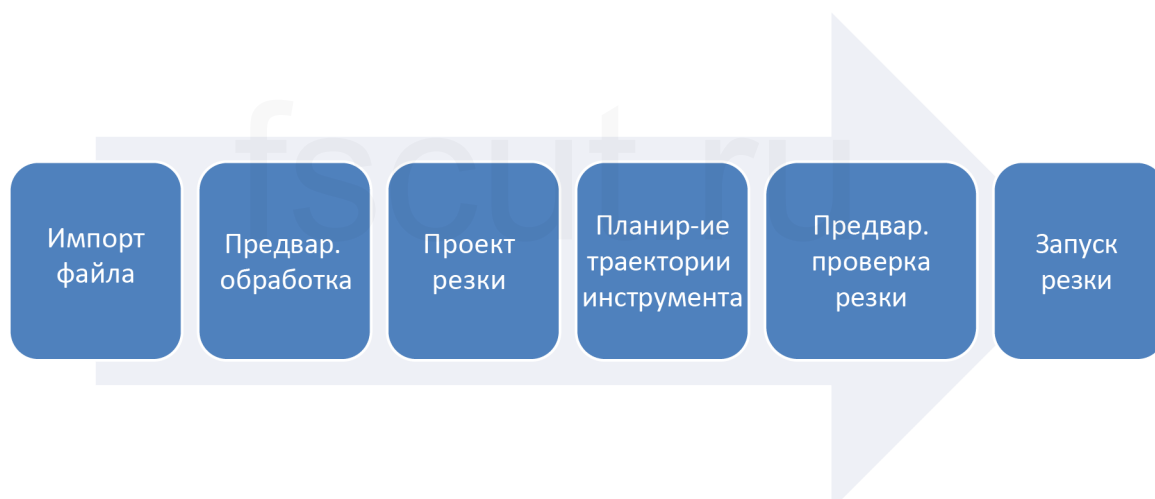 fscut ru
Импорт
файла
Предвар.
обработка
Проект
резки
Планир-ие
траектории
инструмента
Предвар.
проверка
резки
Запуск
резки